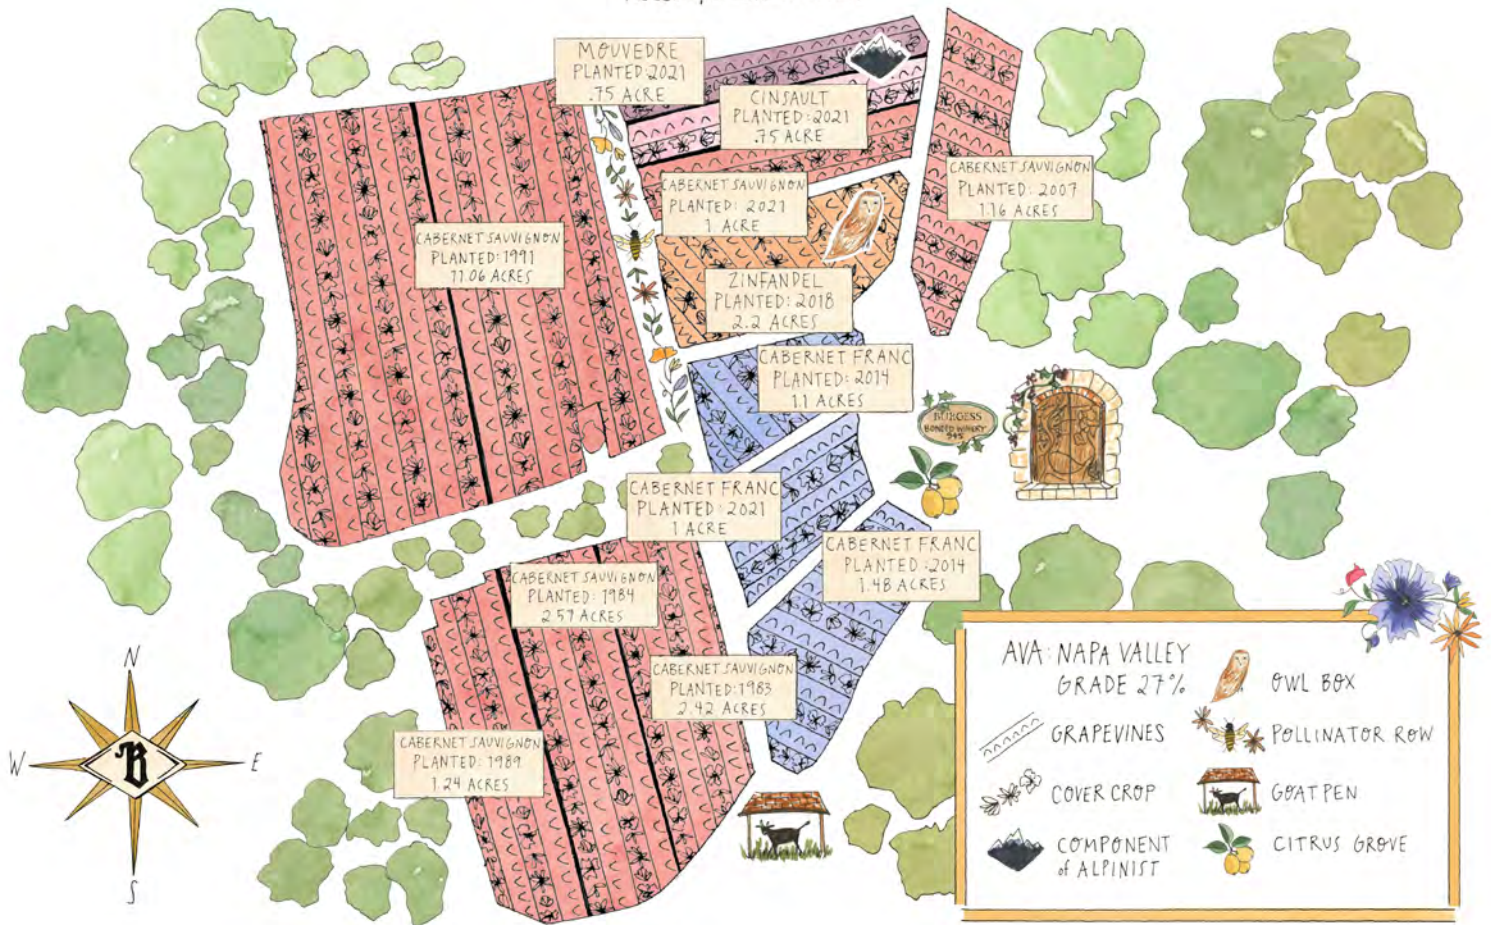 MOUVEDRE
PLANTED: 2021
.75 ACRE
CINSAULT
PLANTED: 2021
.75 ACRE
CABERNET SAUVIGNON
PLANTED: 2007
1.16 ACRES
CABERNET SAUVIGNON
PLANTED: 2021
1 ACRE
CABERNET SAUVIGNON
PLANTED: 1991
11.06 ACRES
ZINFANDEL
PLANTED: 2018
2.2 ACRES
CABERNET FRANC
PLANTED: 2014
1.1 ACRES
BURGESS
BONDED WINERY
CABERNET FRANC
PLANTED: 2021
1 ACRE
CABERNET FRANC
PLANTED: 2014
1.48 ACRES
CABERNET SAUVIGNON
PLANTED: 1984
2.57 ACRES
CABERNET SAUVIGNON
PLANTED: 1983
2.42 ACRES
CABERNET SAUVIGNON
PLANTED: 1989
1.24 ACRES
N
W
B
E
S
AVA: NAPA VALLEY
GRADE 27%
OWL BOX
GRAPEVINES
POLLINATOR ROW
COVER CROP
GOAT PEN
COMPONENT
of ALPINIST
CITRUS GROVE